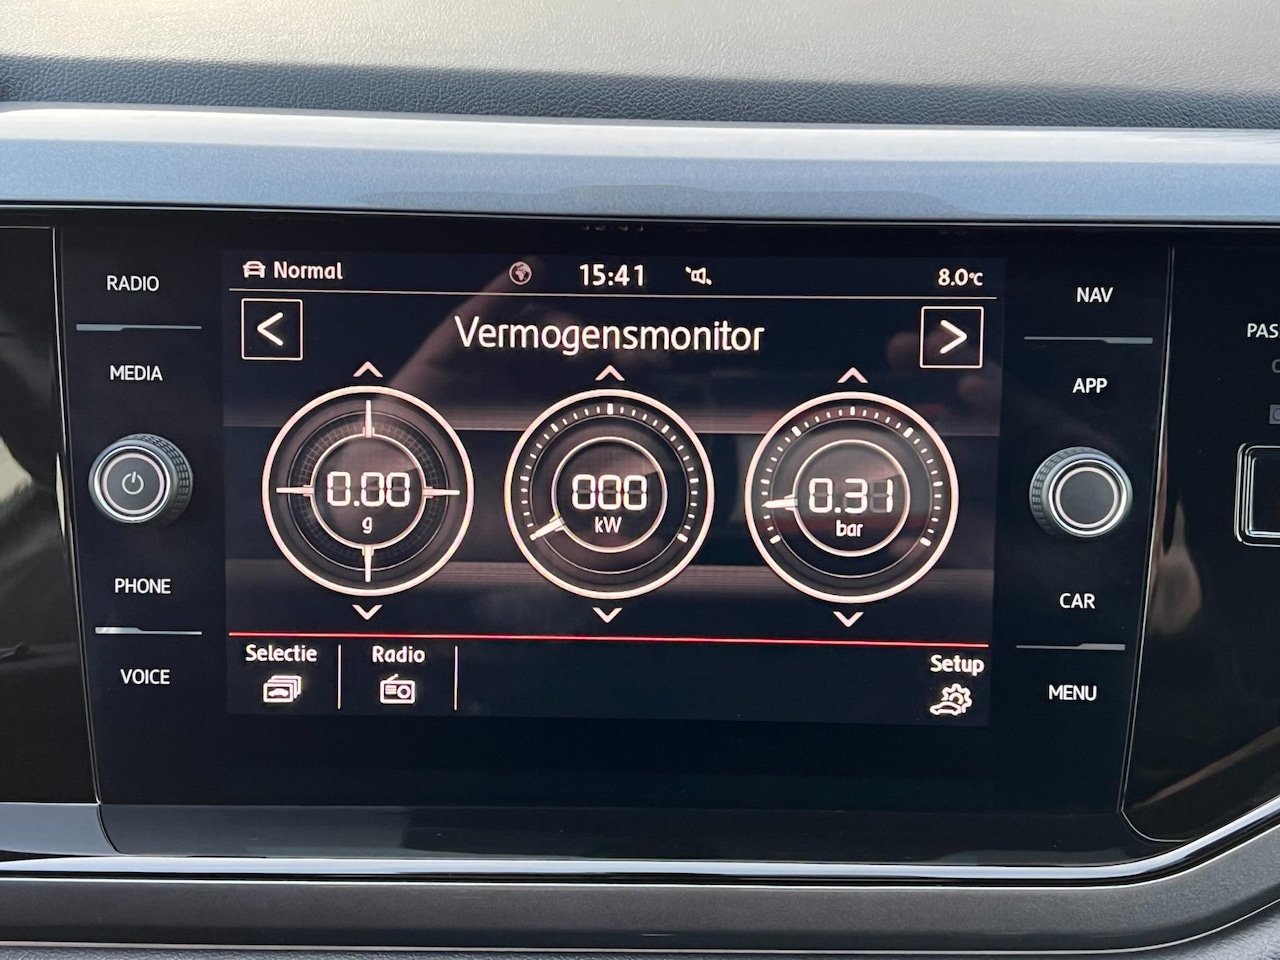 RADIO
MEDIA
PHONE
VOICE
Normal
15:41
8.0°C
<
Vermogensmonitor
>
0.00
g
000
kW
0.31
bar
Selectie
Radio
Setup
NAV
APP
CAR
MENU
PAS